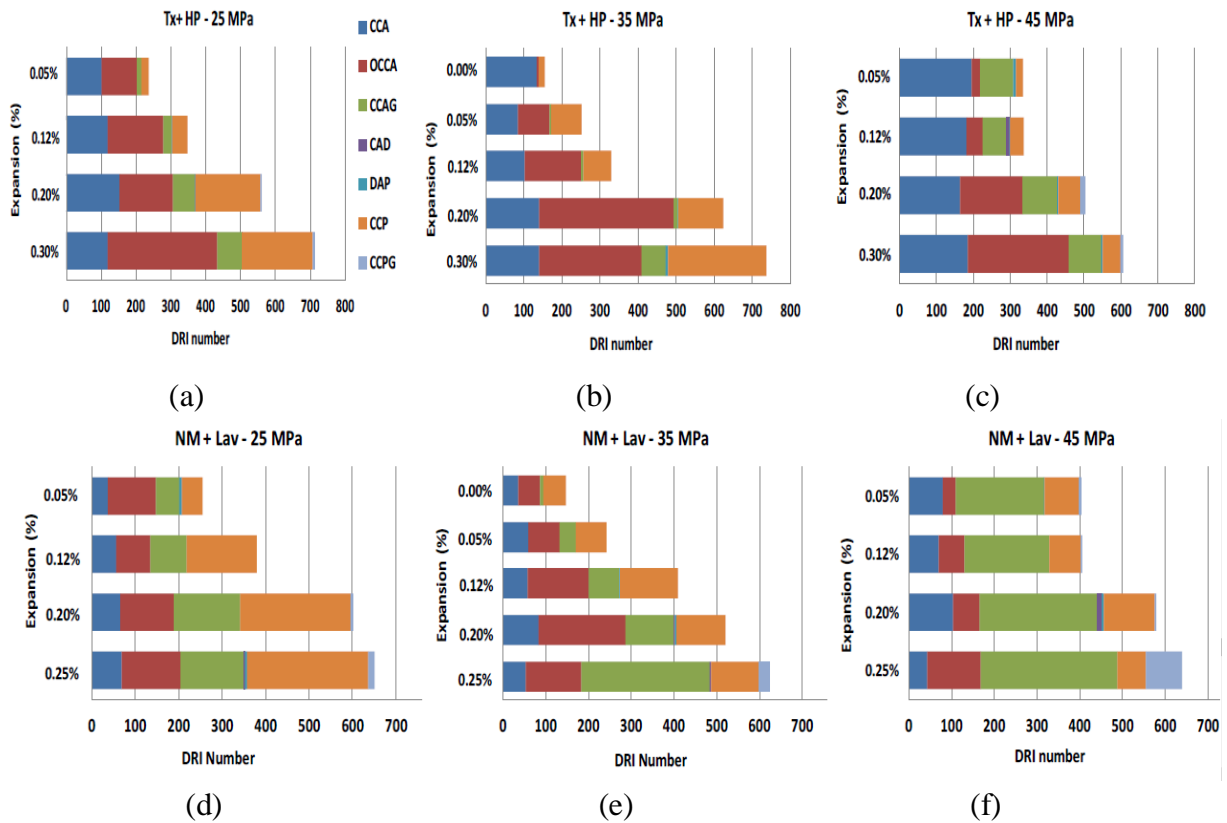 Tx+ HP - 25 MPa
Expansion (%)
0.05%
0.12%
0.20%
0.30%
0 100 200 300 400 500 600 700 800
DRI number
CCA
OCCA
CCAG
CAD
DAP
CCP
CCPG
(a)
Tx + HP - 35 MPa
Expansion (%)
0.00%
0.05%
0.12%
0.20%
0.30%
0 100 200 300 400 500 600 700 800
DRI number
(b)
Tx + HP - 45 MPa
Expansion (%)
0.05%
0.12%
0.20%
0.30%
0 100 200 300 400 500 600 700 800
DRI number
(c)
NM + Lav - 25 MPa
Expansion (%)
0.05%
0.12%
0.20%
0.25%
0 100 200 300 400 500 600 700
DRI Number
(d)
NM + Lav - 35 MPa
Expansion (%)
0.00%
0.05%
0.12%
0.20%
0.25%
0 100 200 300 400 500 600 700
DRI Number
(e)
NM + Lav - 45 MPa
Expansion (%)
0.05%
0.12%
0.20%
0.25%
0 100 200 300 400 500 600 700
DRI Number
(f)